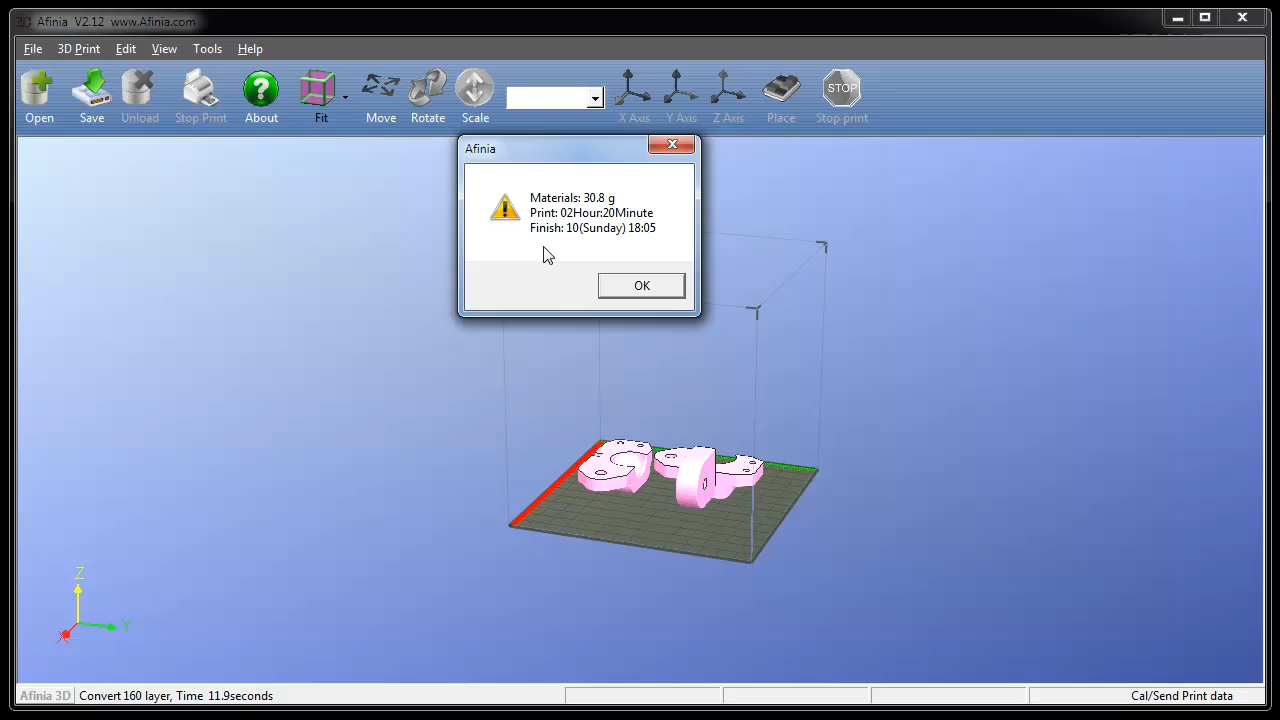 Afinia V2.12 www.Afinia.com
File 3D Print Edit View Tools Help
Open Save Unload Stop Print About Fit Move Rotate Scale X Axis Y Axis Z Axis Place Stop print
STOP
Afinia
Materials: 30.8 g
Print: 02Hour:20Minute
Finish: 10(Sunday) 18:05
OK
Z
X
Y
Afinia 3D Convert 160 layer, Time 11.9seconds Cal/Send Print data